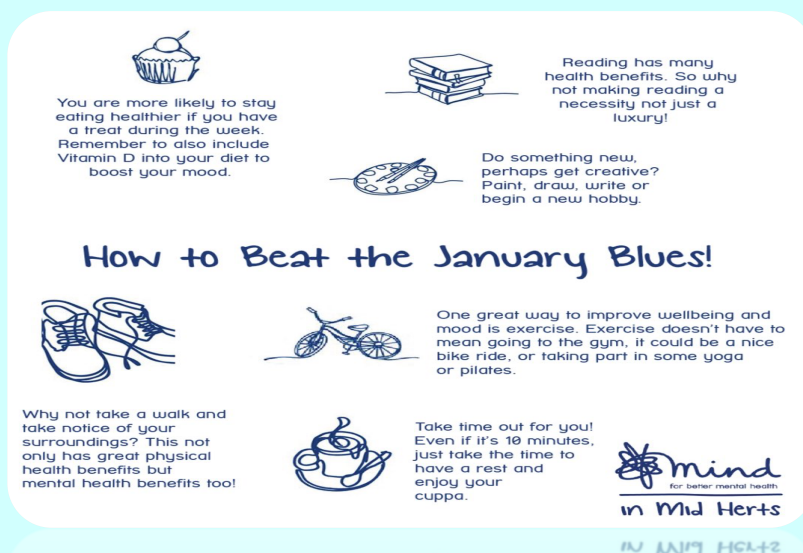 You are more likely to stay
eating healthier if you have
a treat during the week.
Remember to also include
Vitamin D into your diet to
boost your mood.
Reading has many
health benefits. So why
not making reading a
necessity not just a
luxury!
Do something new,
perhaps get creative?
Paint, draw, write or
begin a new hobby.
How to Beat the January Blues!
One great way to improve wellbeing and
mood is exercise. Exercise doesn't have to
mean going to the gym, it could be a nice
bike ride, or taking part in some yoga
or pilates.
Why not take a walk and
take notice of your
surroundings? This not
only has great physical
health benefits but
mental health benefits too!
Take time out for you!
Even if it's 10 minutes,
just take the time to
have a rest and
enjoy your
cuppa.
mind
for better mental health
in Mid Herts